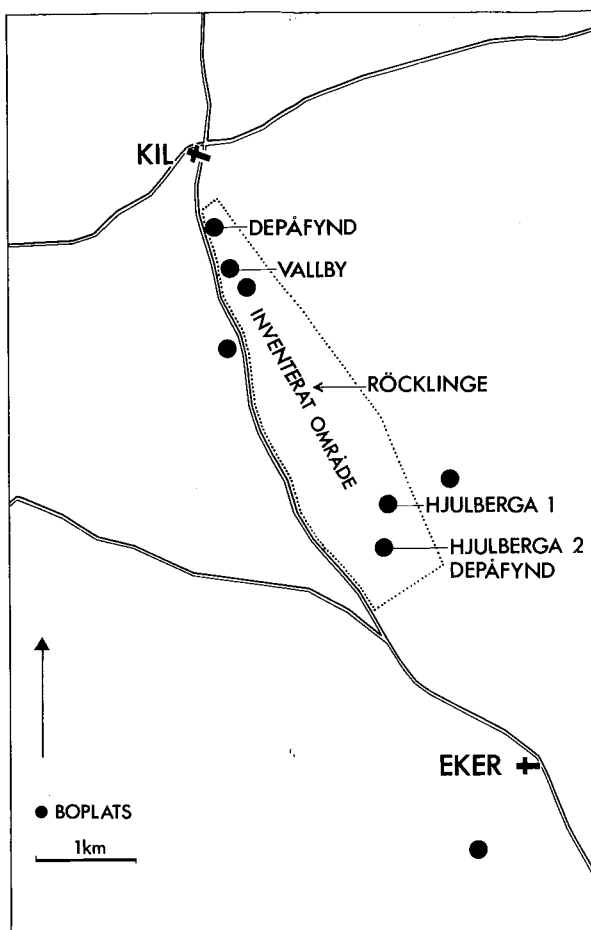 KIL
DEPÅFYND
VALLBY
INVENTERAT OMRÅDE
RÖCKLINGE
HJULBERGA 1
HJULBERGA 2
DEPÅFYND
EKER
BOPLATS
1km